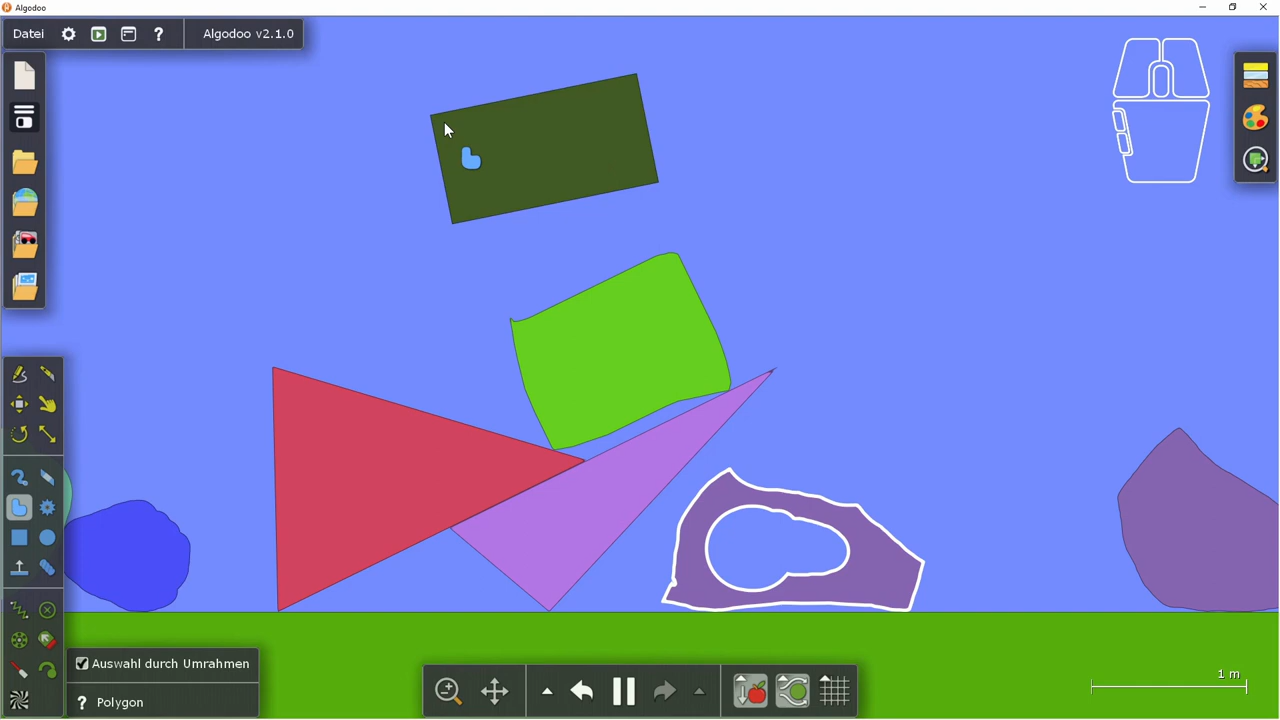 Algodoo
Datei
?
Algodoo v2.1.0
Auswahl durch Umrahmen
? Polygon
1 m